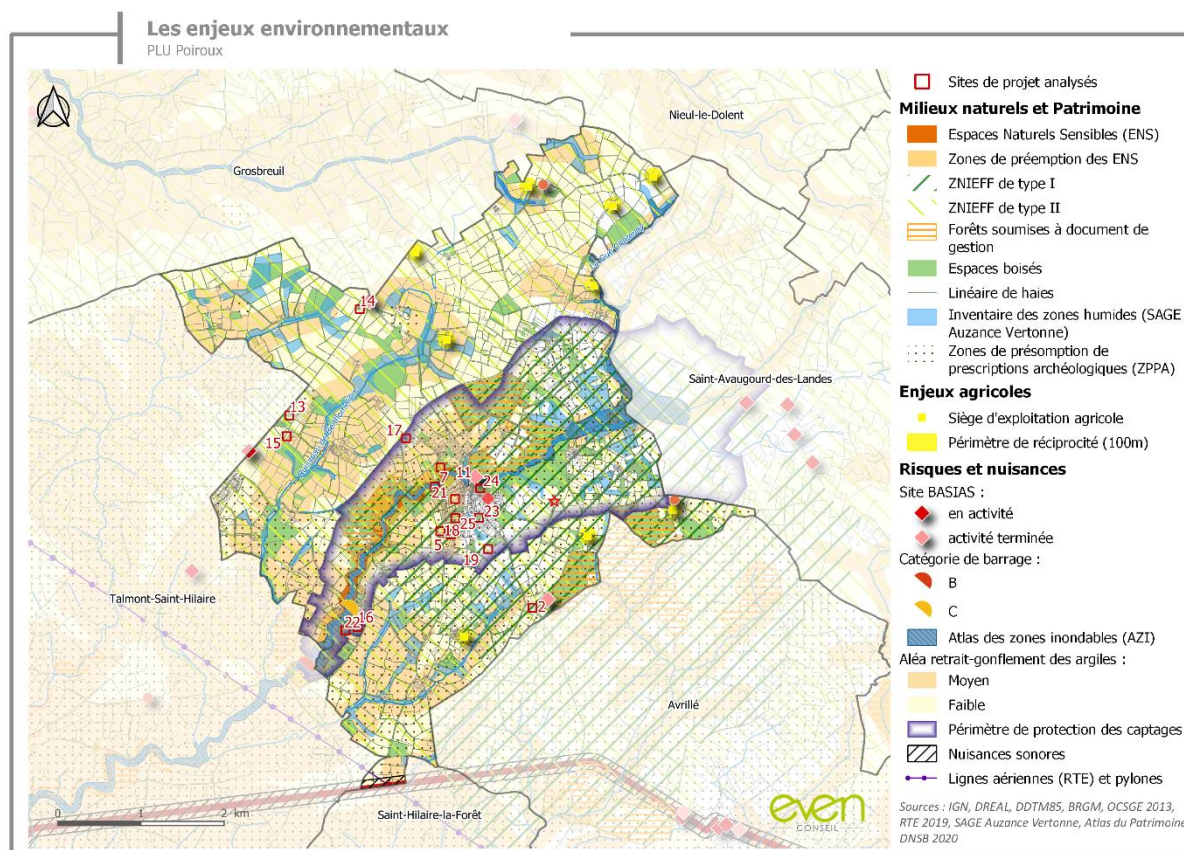 Les enjeux environnementaux
PLU Poiroux
Nieul-le-Dolent
Grosbreuil
14
Saint-Avaugourd-des-Landes
13
15
17
7
11
24
21
23
25
18
5
19
2
Talmont-Saint-Hilaire
22
16
Avrillé
Saint-Hilaire-la-Forêt
0
1
2 km
even
CONSEIL
Sites de projet analysés
Milieux naturels et Patrimoine
Espaces Naturels Sensibles (ENS)
Zones de préemption des ENS
ZNIEFF de type I
ZNIEFF de type II
Forêts soumises à document de
gestion
Espaces boisés
Linéaire de haies
Inventaire des zones humides (SAGE
Auzance Vertonne)
Zones de présomption de
prescriptions archéologiques (ZPPA)
Enjeux agricoles
Siège d'exploitation agricole
Périmètre de réciprocité (100m)
Risques et nuisances
Site BASIAS :
en activité
activité terminée
Catégorie de barrage :
B
C
Atlas des zones inondables (AZI)
Aléa retrait-gonflement des argiles :
Moyen
Faible
Périmètre de protection des captages
Nuisances sonores
Lignes aériennes (RTE) et pylones
Sources : IGN, DREAL, DDTM85, BRGM, OCSGE 2013,
RTE 2019, SAGE Auzance Vertonne, Atlas du Patrimoine
DNSB 2020